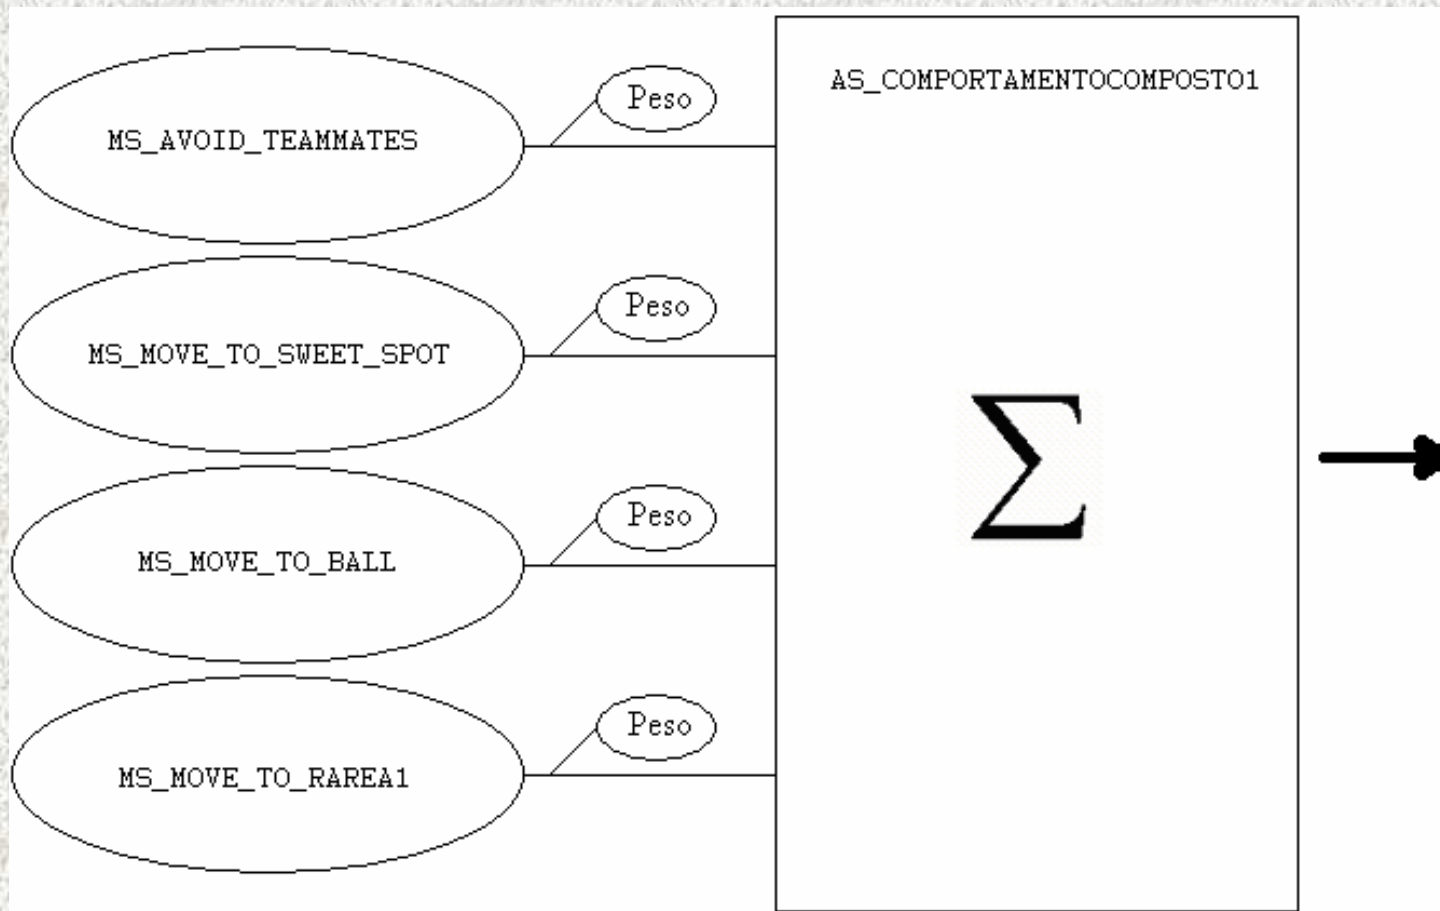 AS_COMPORTAMENTOCOMPOSTO1
MS_AVOID_TEAMMATES
Peso
MS_MOVE_TO_SWEET_SPOT
Peso
MS_MOVE_TO_BALL
Peso
MS_MOVE_TO_RAREA1
Peso
Σ